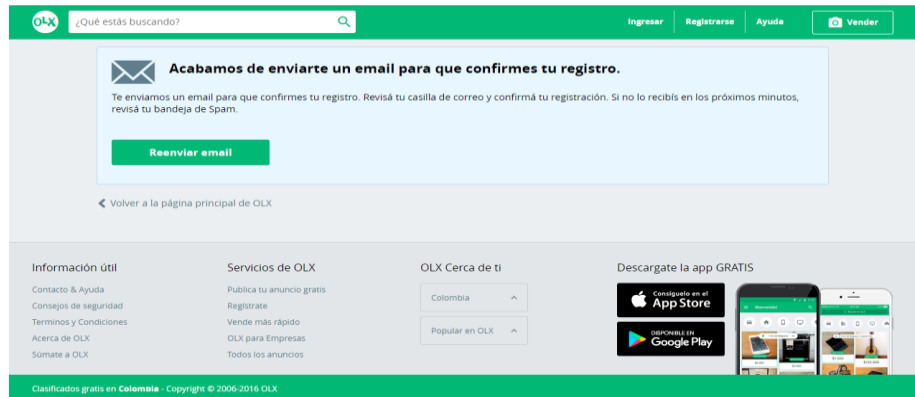 OLX
¿Qué estás buscando?
Ingresar
Registrarse
Ayuda
Vender
Acabamos de enviarte un email para que confirmes tu registro.
Te enviamos un email para que confirmes tu registro. Revisá tu casilla de correo y confirmá tu registración. Si no lo recibís en los próximos minutos,
revisá tu bandeja de Spam.
Reenviar email
Volver a la página principal de OLX
Información útil
Contacto & Ayuda
Consejos de seguridad
Terminos y Condiciones
Acerca de OLX
Súmate a OLX
Servicios de OLX
Publica tu anuncio gratis
Regístrate
Vende más rápido
OLX para Empresas
Todos los anuncios
OLX Cerca de ti
Colombia
Popular en OLX
Descargate la app GRATIS
Consíguelo en el
App Store
DISPONIBLE EN
Google Play
Clasificados gratis en Colombia - Copyright © 2006-2016 OLX